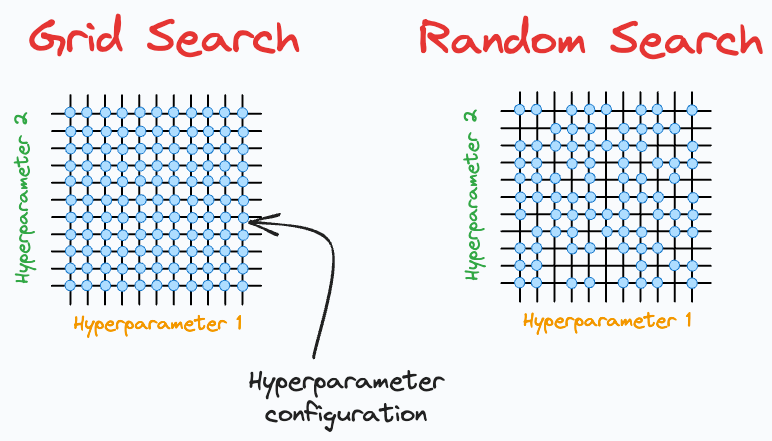 Grid Search
Random Search
Hyperparameter 2
Hyperparameter 1
Hyperparameter 2
Hyperparameter 1
Hyperparameter
configuration